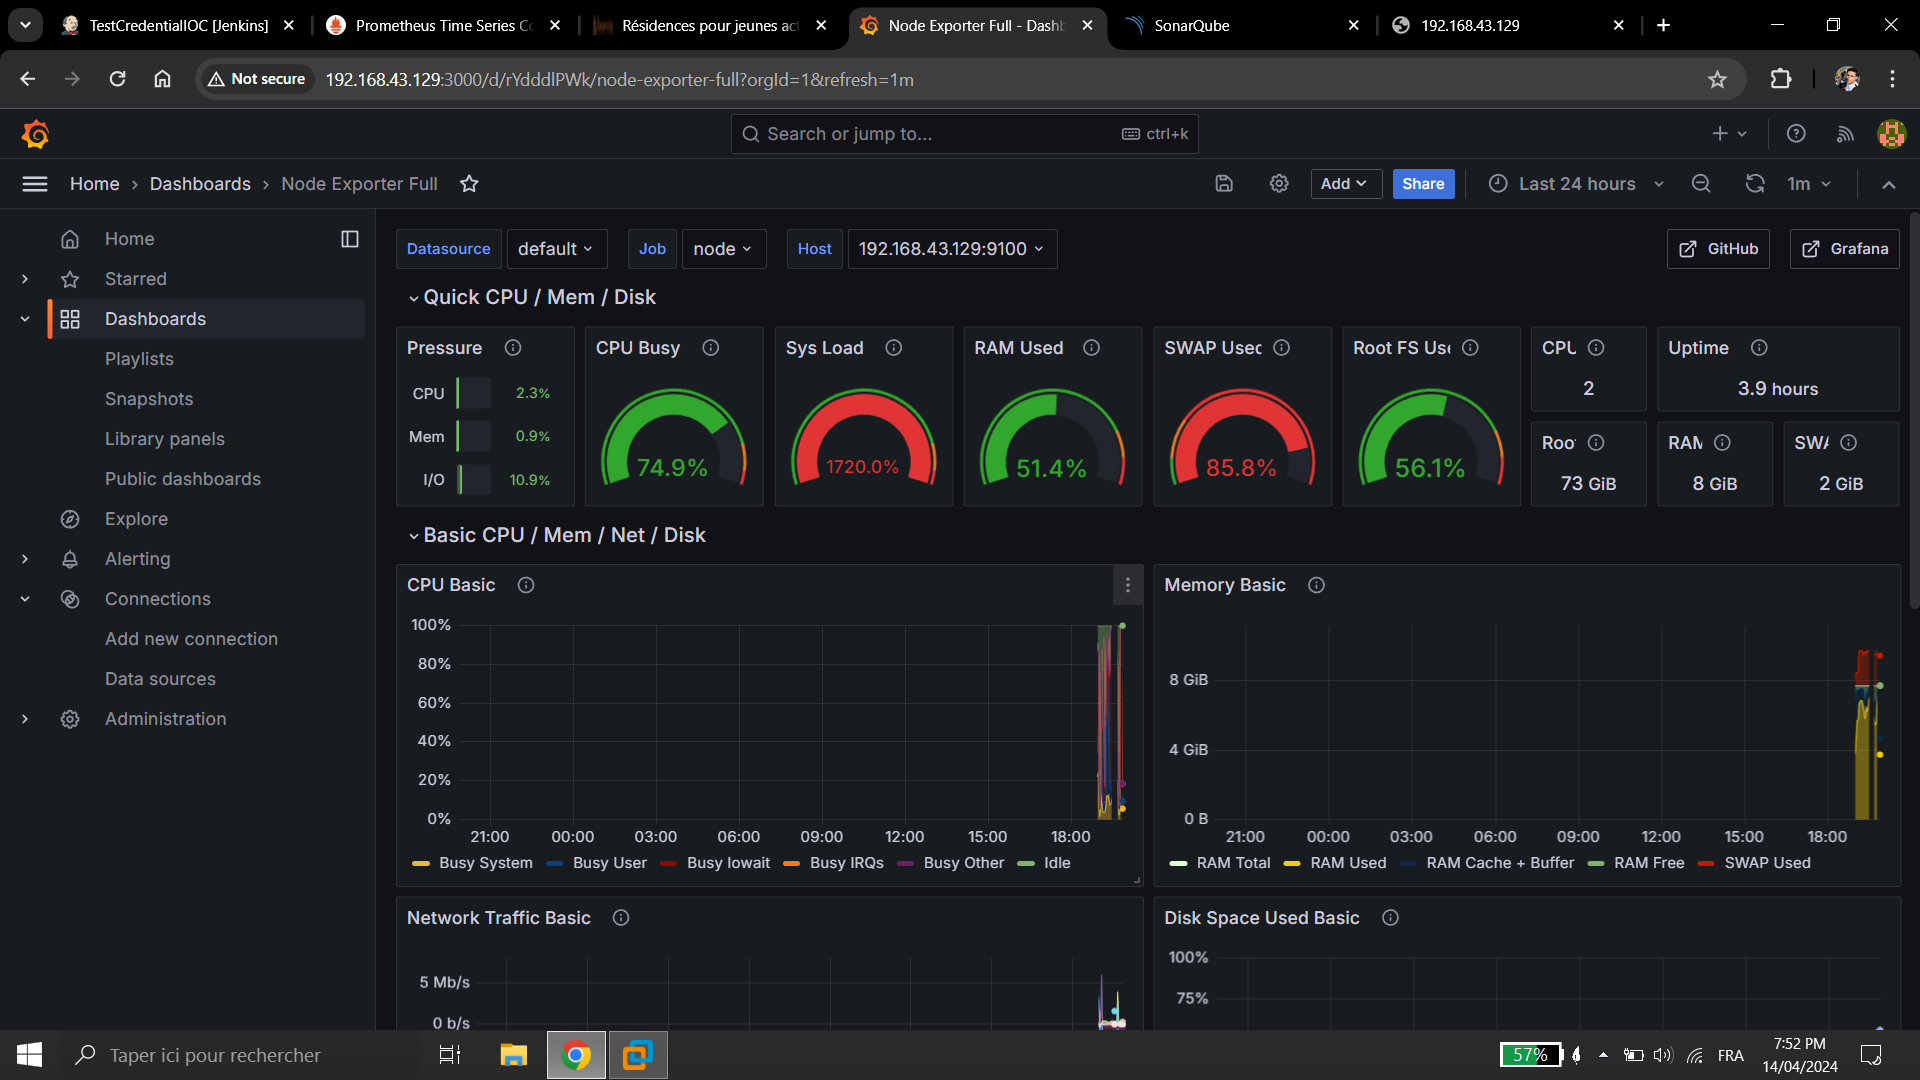 TestCredentialIOC [Jenkins]
Prometheus Time Series Co
Résidences pour jeunes act
Node Exporter Full - Dashb
SonarQube
192.168.43.129
Not secure
192.168.43.129:3000/d/rYdddlPWk/node-exporter-full?orgId=1&refresh=1m
Search or jump to...
ctrl+k
Home
Dashboards
Node Exporter Full
Add
Share
Last 24 hours
1m
Home
Starred
Dashboards
Playlists
Snapshots
Library panels
Public dashboards
Explore
Alerting
Connections
Add new connection
Data sources
Administration
Datasource
default
Job
node
Host
192.168.43.129:9100
GitHub
Grafana
Quick CPU / Mem / Disk
Pressure
CPU 2.3%
Mem 0.9%
I/O 10.9%
CPU Busy
74.9%
Sys Load
1720.0%
RAM Used
51.4%
SWAP Used
85.8%
Root FS Us
56.1%
CPU
2
Uptime
3.9 hours
Roo
73 GiB
RAM
8 GiB
SWA
2 GiB
Basic CPU / Mem / Net / Disk
CPU Basic
100%
80%
60%
40%
20%
0%
21:00 00:00 03:00 06:00 09:00 12:00 15:00 18:00
Busy System Busy User Busy Iowait Busy IRQs Busy Other Idle
Memory Basic
8 GiB
4 GiB
0 B
21:00 00:00 03:00 06:00 09:00 12:00 15:00 18:00
RAM Total RAM Used RAM Cache + Buffer RAM Free SWAP Used
Network Traffic Basic
5 Mb/s
0 b/s
Disk Space Used Basic
100%
75%
Taper ici pour rechercher
57%
FRA
7:52 PM
14/04/2024